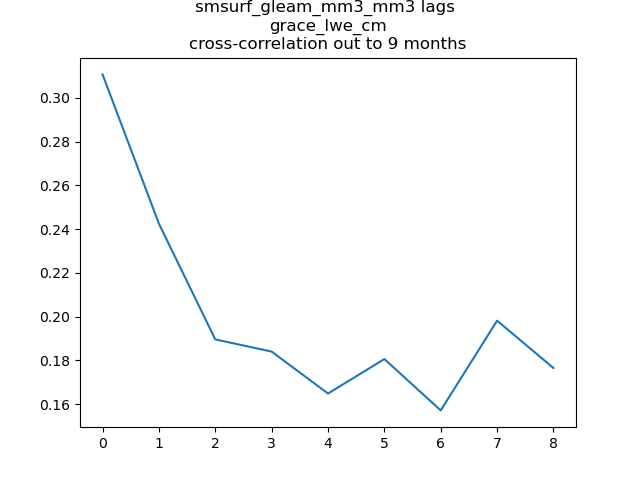 smsurf_gleam_mm3_mm3 lags
grace_lwe_cm
cross-correlation out to 9 months
0.30
0.28
0.26
0.24
0.22
0.20
0.18
0.16
0 1 2 3 4 5 6 7 8